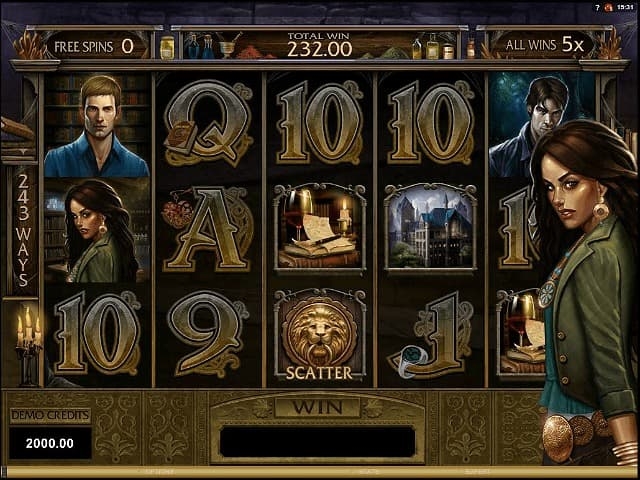 ? 15:31
FREE SPINS 0
TOTAL WIN
232.00
ALL WINS 5x
Q 10 10
243 WAYS
A
10 9 SCATTER J
WIN
DEMO CREDITS
2000.00